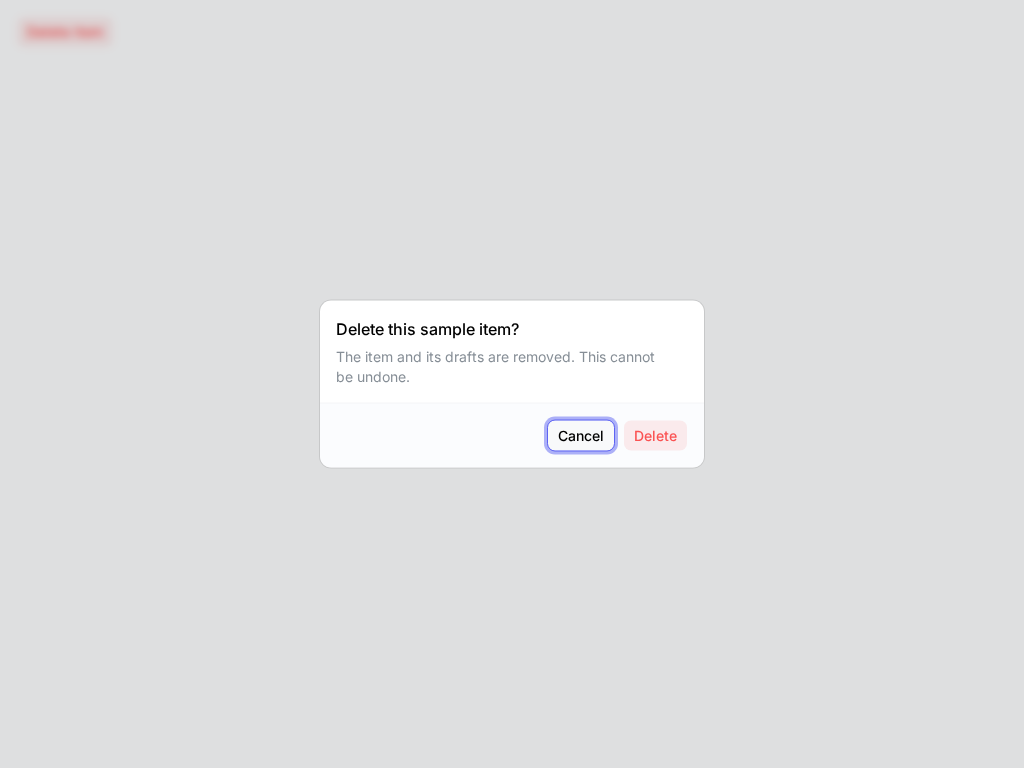 Delete this sample item?
The item and its drafts are removed. This cannot
be undone.
Cancel
Delete